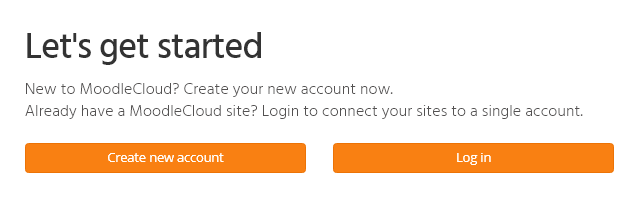 Let's get started
New to MoodleCloud? Create your new account now.
Already have a MoodleCloud site? Login to connect your sites to a single account.
Create new account
Log in